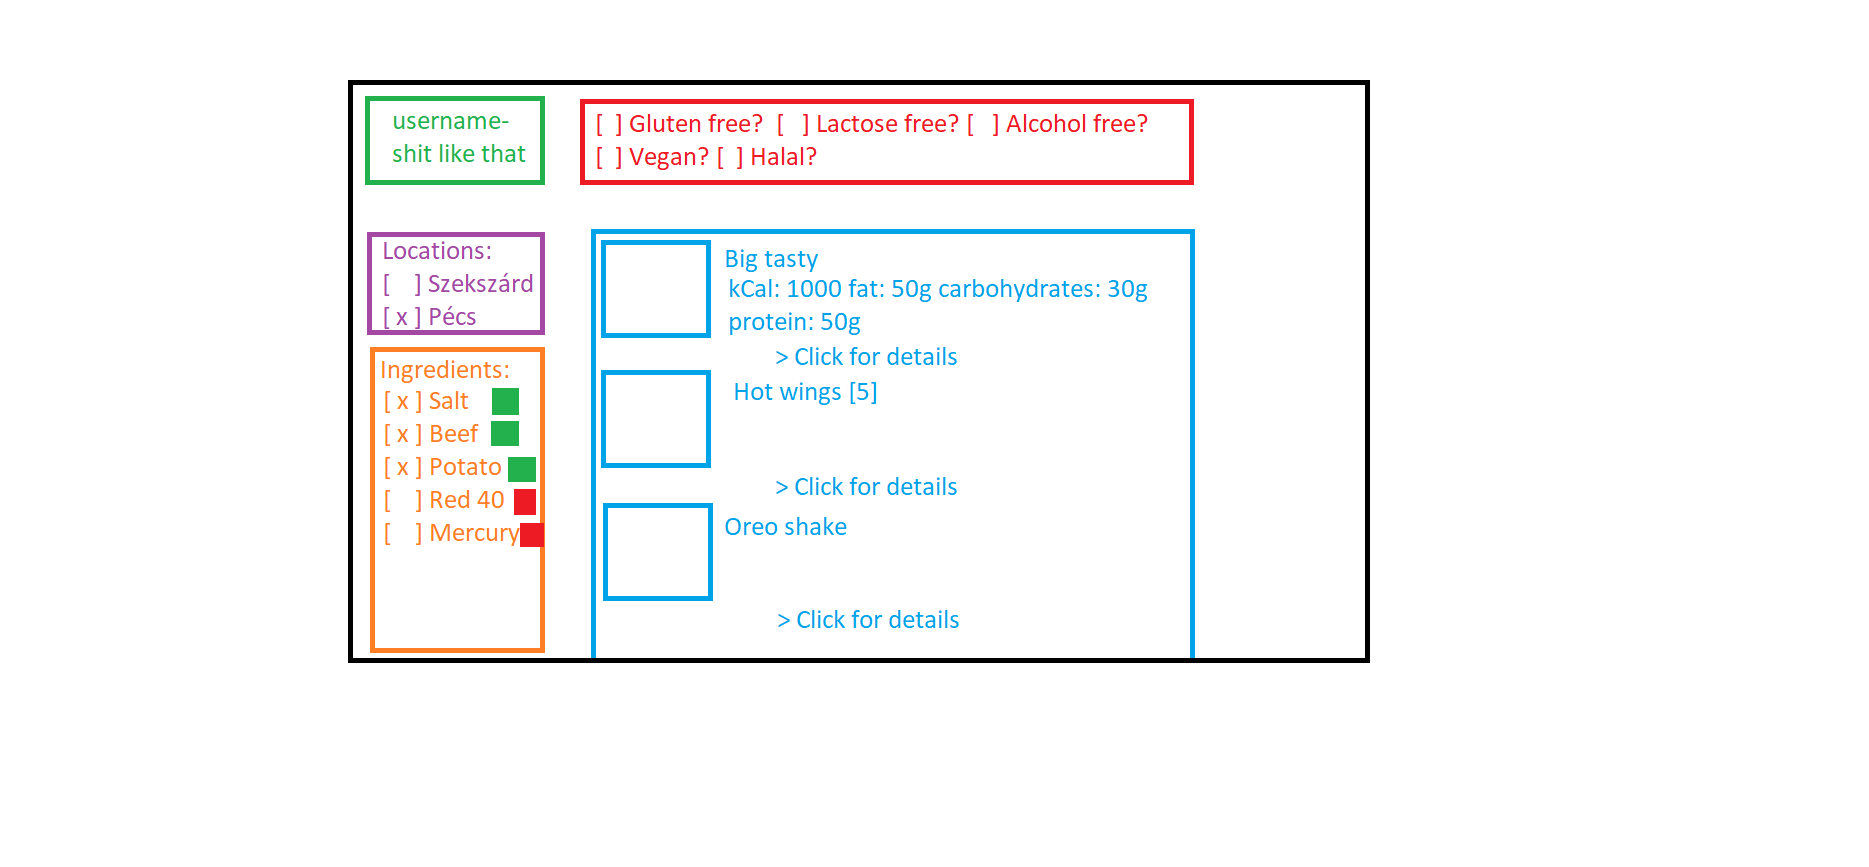 username-
shit like that
[ ] Gluten free? [ ] Lactose free? [ ] Alcohol free?
[ ] Vegan? [ ] Halal?
Locations:
[ ] Szekszárd
[ x ] Pécs
Ingredients:
[ x ] Salt
[ x ] Beef
[ x ] Potato
[ ] Red 40
[ ] Mercury
Big tasty
kCal: 1000 fat: 50g carbohydrates: 30g
protein: 50g
> Click for details
Hot wings [5]
> Click for details
Oreo shake
> Click for details